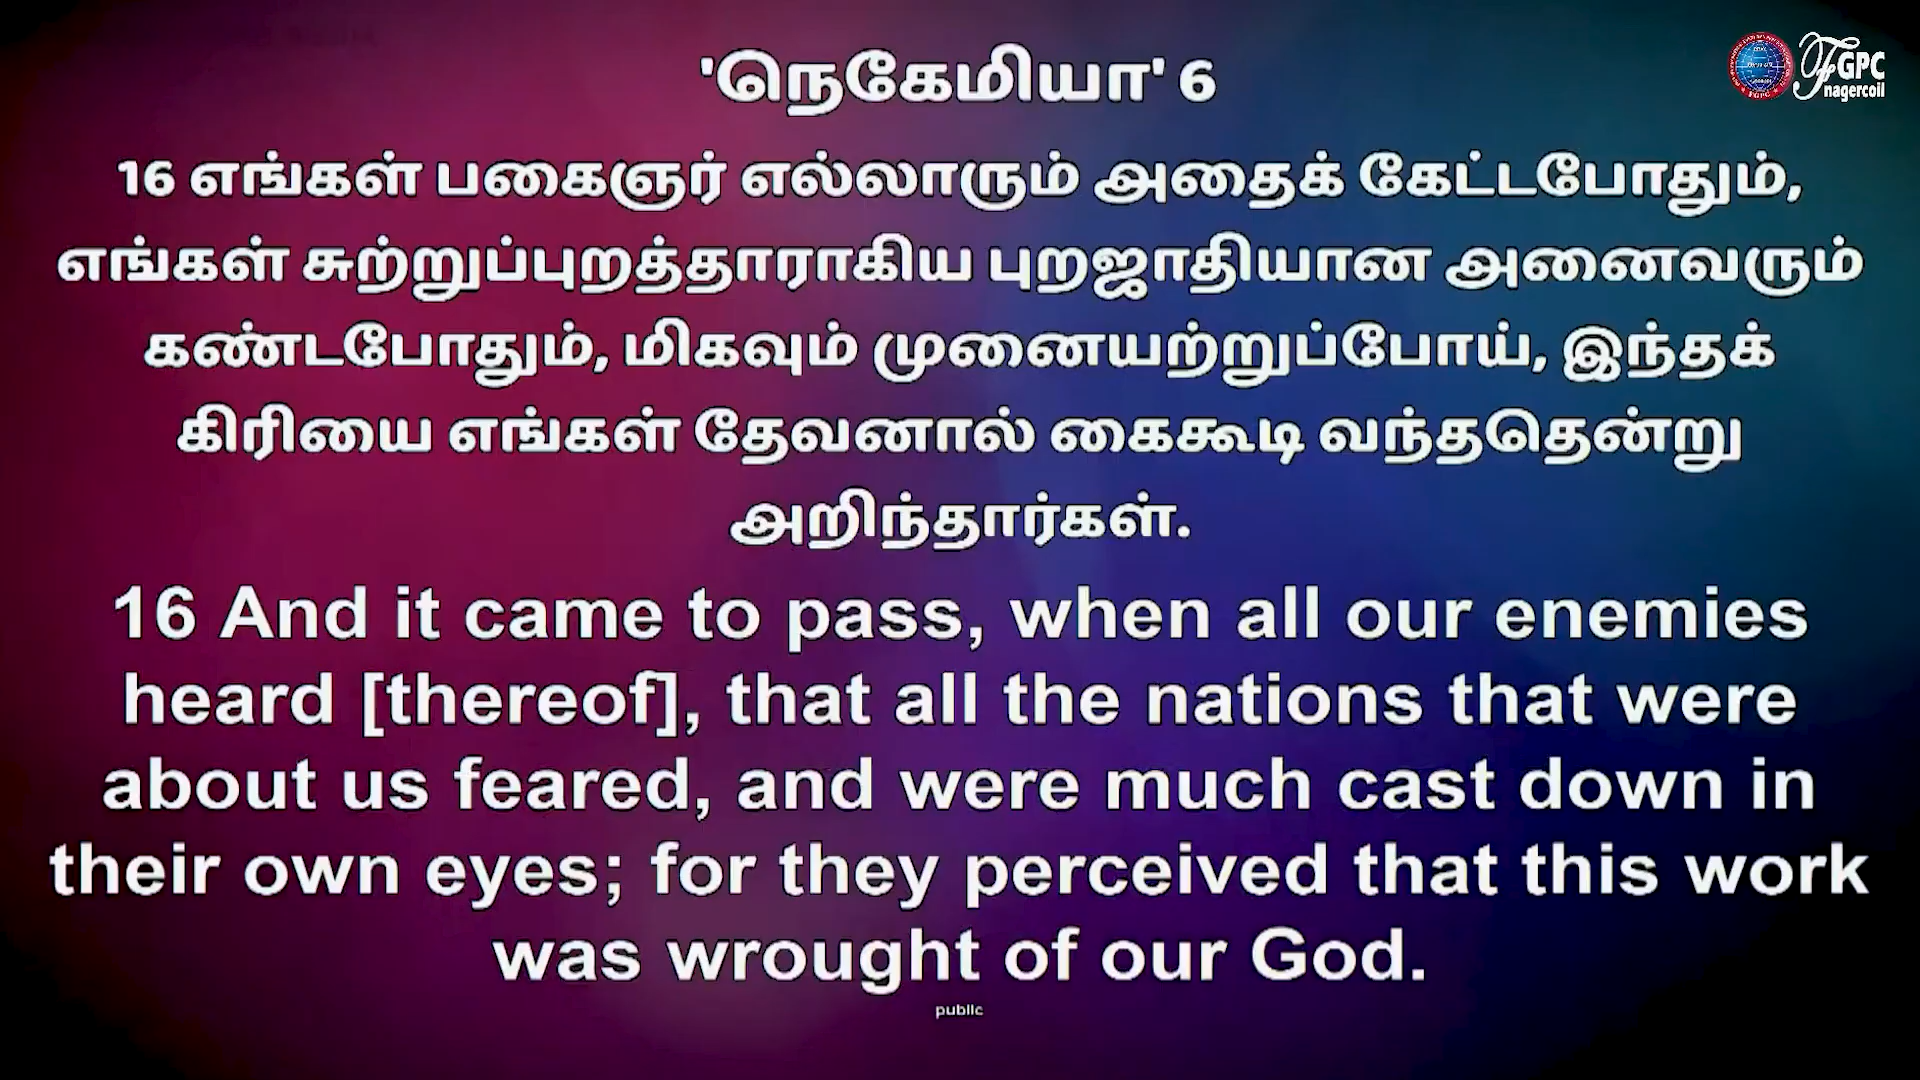 'நெகேமியா' 6
FGPC
nagercoil
16 எங்கள் பகைஞர் எல்லாரும் அதைக் கேட்டபோதும்,
எங்கள் சுற்றுப்புறத்தாராகிய புறஜாதியான அனைவரும்
கண்டபோதும், மிகவும் முனையற்றுப்போய், இந்தக்
கிரியை எங்கள் தேவனால் கைகூடி வந்ததென்று
அறிந்தார்கள்.
16 And it came to pass, when all our enemies
heard [thereof], that all the nations that were
about us feared, and were much cast down in
their own eyes; for they perceived that this work
was wrought of our God.
public